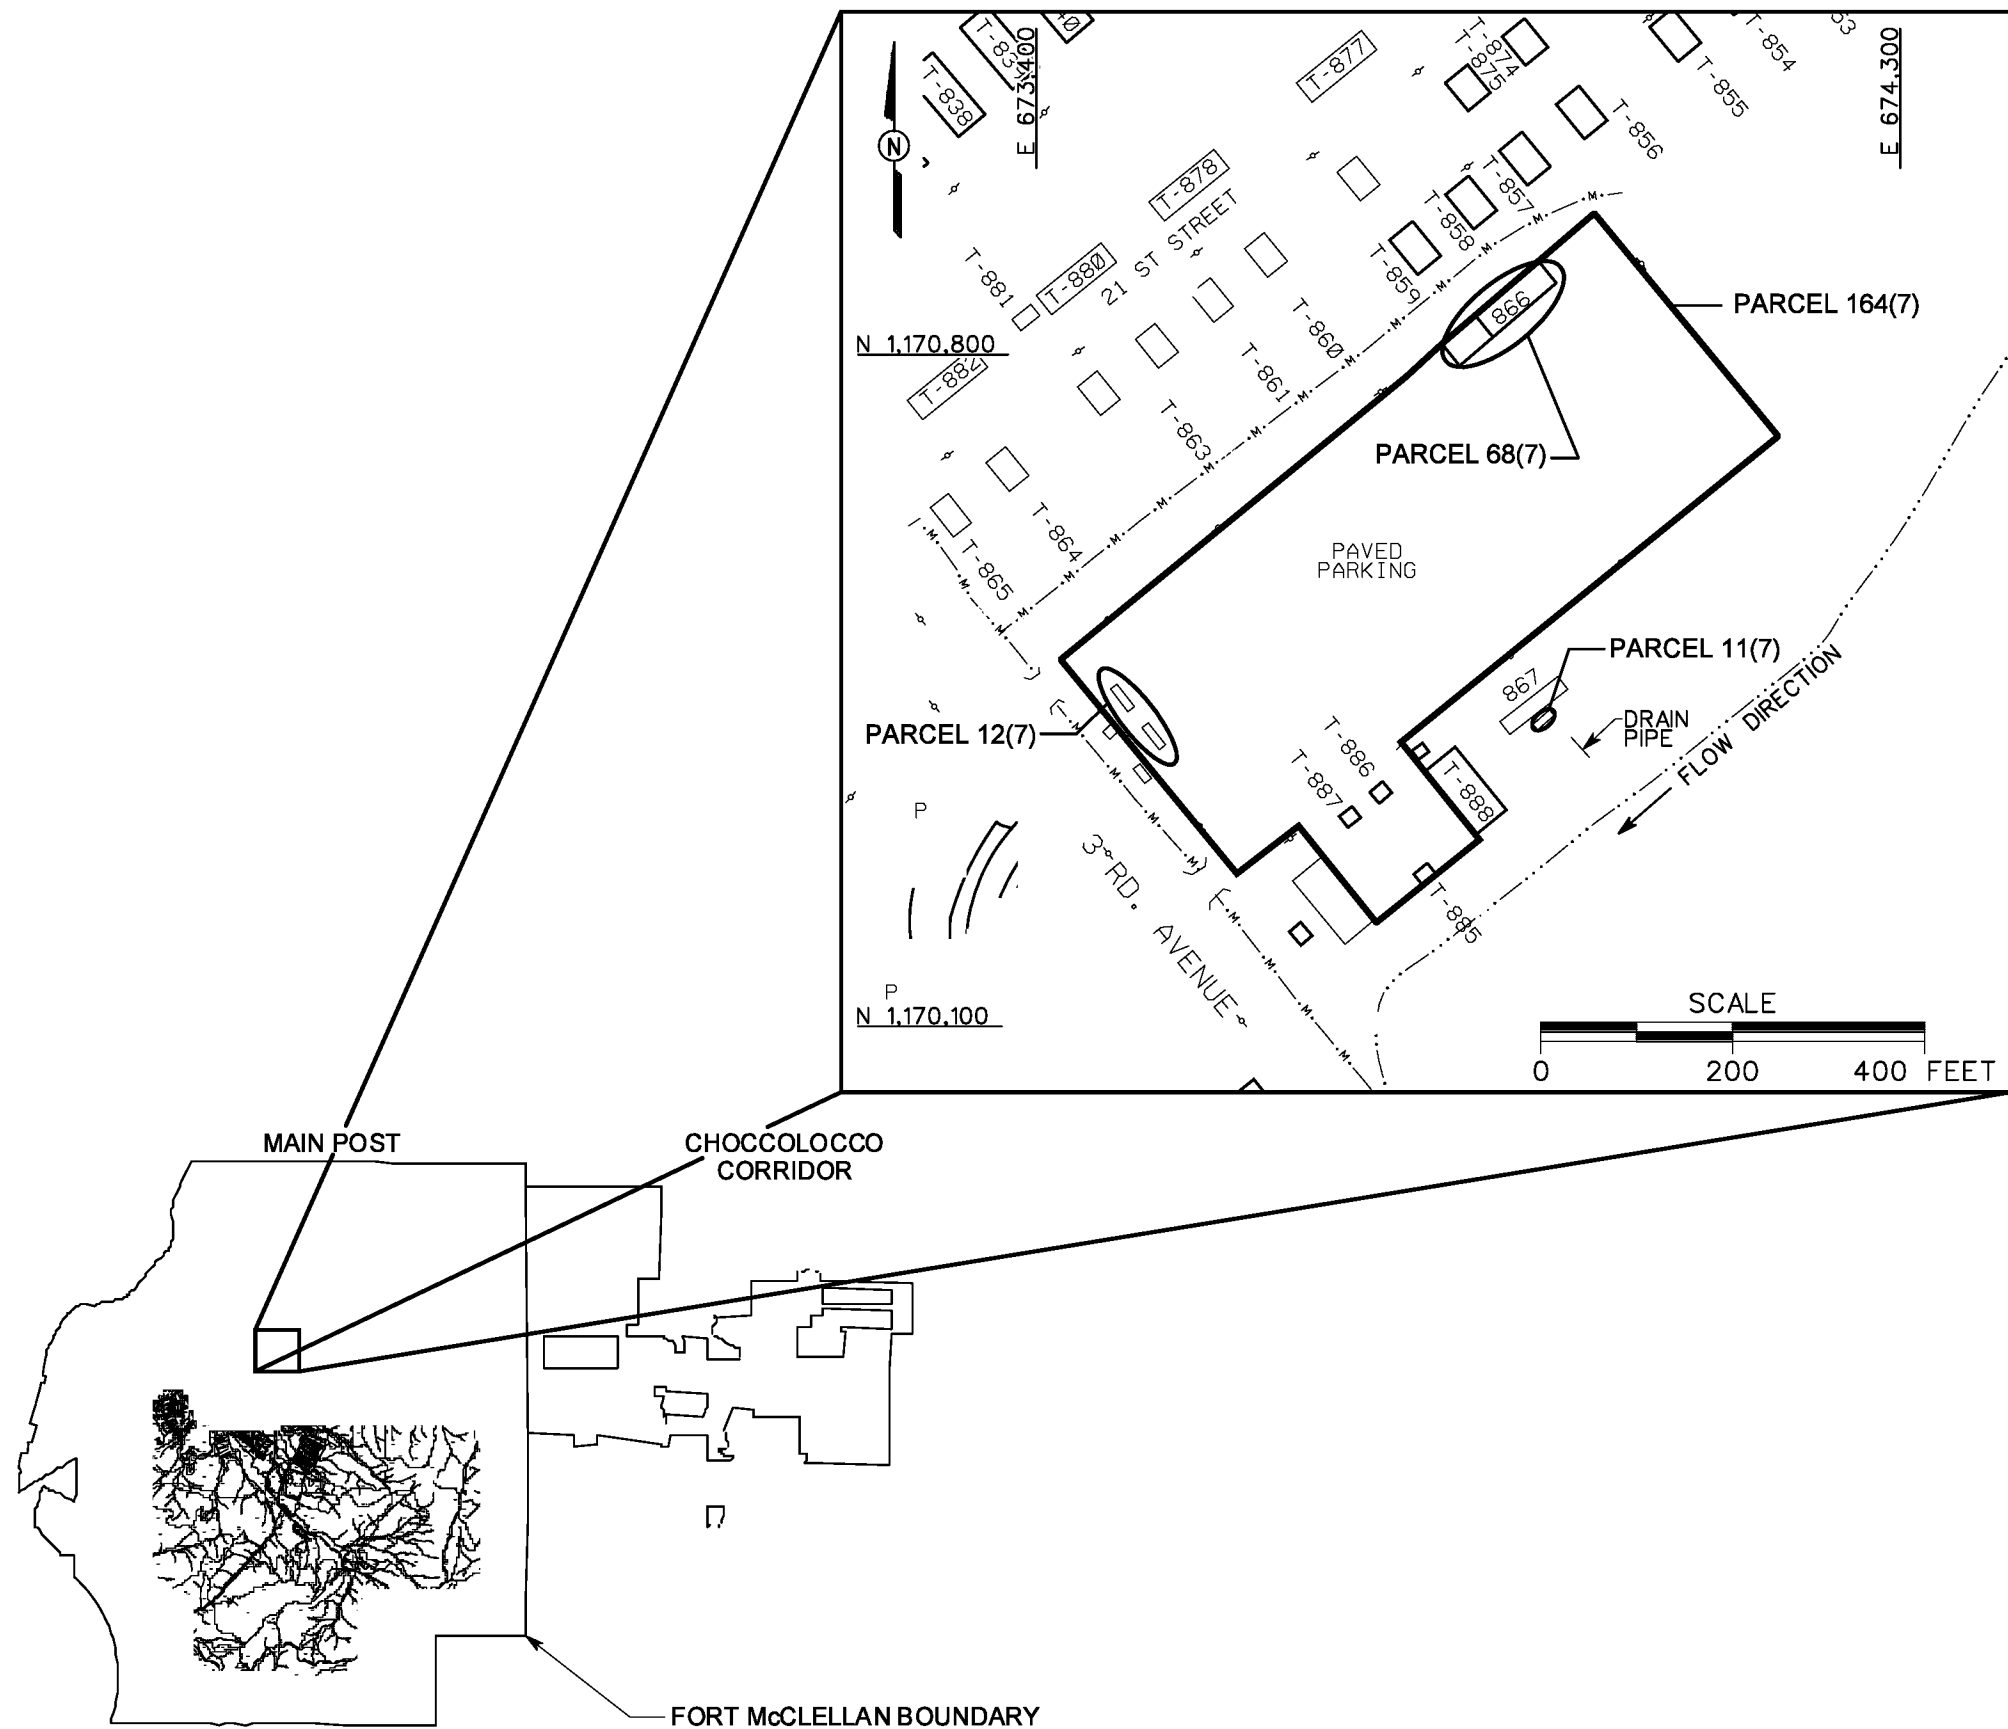 T-838
T-839
E 673,400
T-877
T-874
T-875
T-854
T-855
E 674,300
N
T-856
T-857
T-858
T-859
T-878
21 ST STREET
T-880
T-881
T-882
N 1,170,800
T-860
T-861
T-863
T-864
T-865
866
PARCEL 164(7)
PARCEL 68(7)
PAVED
PARKING
PARCEL 11(7)
867
DRAIN
PIPE
FLOW DIRECTION
PARCEL 12(7)
T-886
T-887
T-888
T-885
P
3 RD. AVENUE
P
N 1,170,100
SCALE
0 200 400 FEET
MAIN POST
CHOCCOLOCCO
CORRIDOR
FORT McCLELLAN BOUNDARY